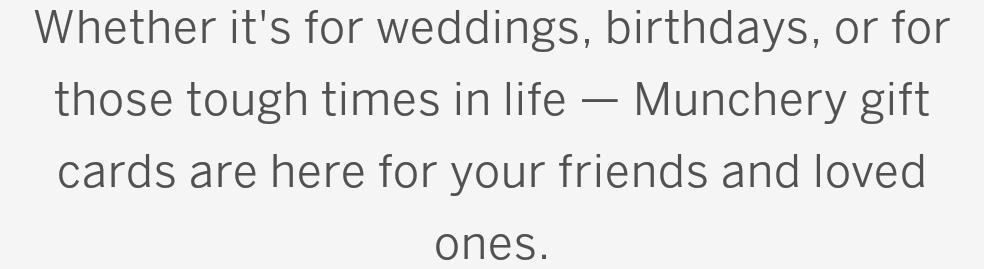 Whether it's for weddings, birthdays, or for
those tough times in life — Munchery gift
cards are here for your friends and loved
ones.